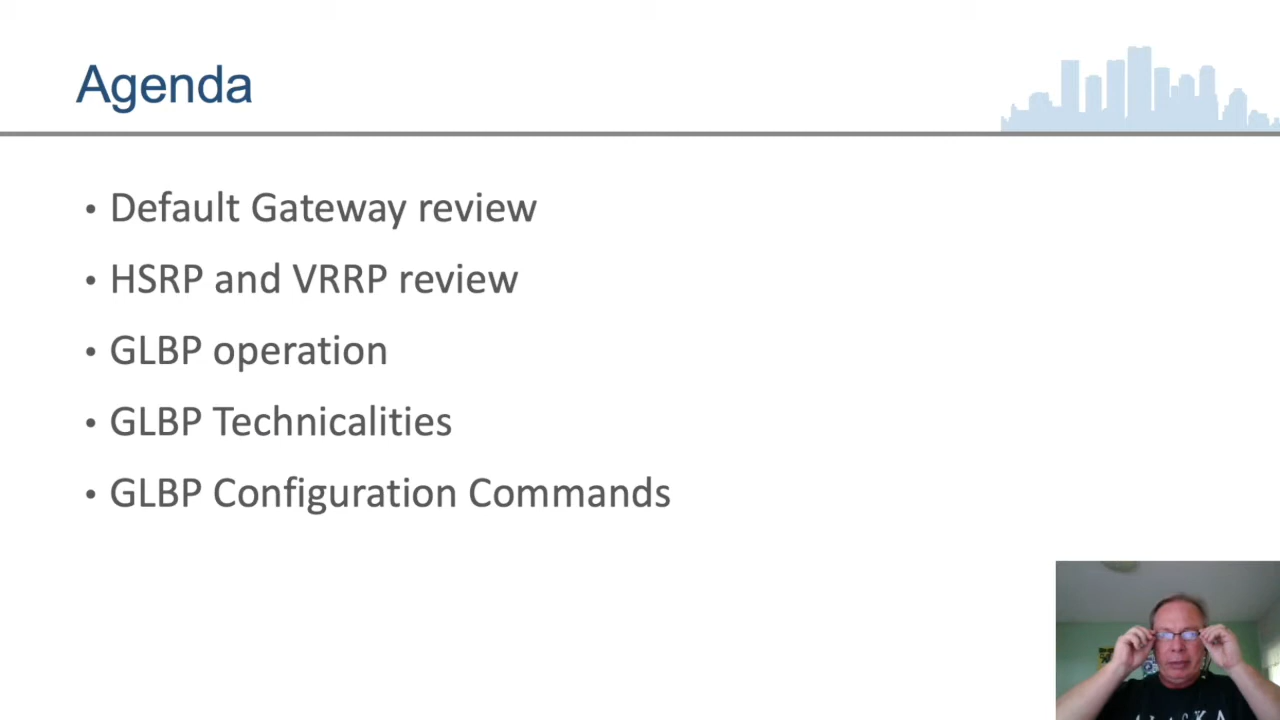 Agenda
• Default Gateway review
• HSRP and VRRP review
• GLBP operation
• GLBP Technicalities
• GLBP Configuration Commands